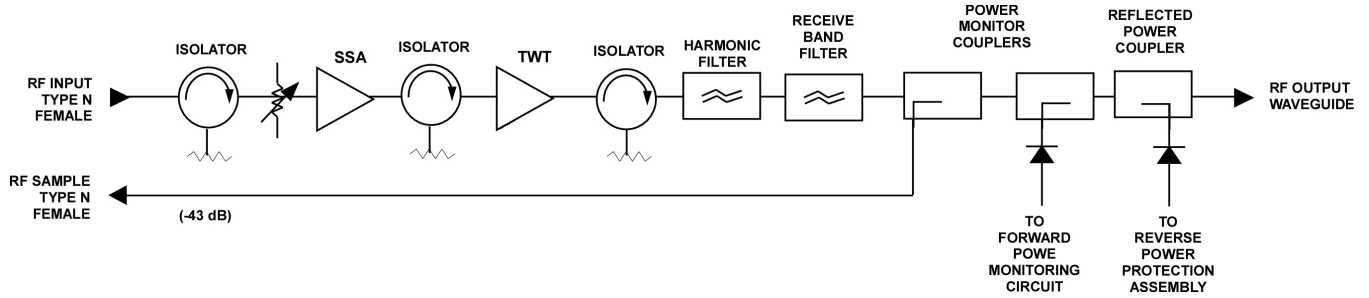 ISOLATOR
SSA
ISOLATOR
TWT
ISOLATOR
HARMONIC
FILTER
RECEIVE
BAND
FILTER
POWER
MONITOR
COUPLERS
REFLECTED
POWER
COUPLER
RF INPUT
TYPE N
FEMALE
RF OUTPUT
WAVEGUIDE
RF SAMPLE
TYPE N
FEMALE
(-43 dB)
TO
FORWARD
POWE
MONITORING
CIRCUIT
TO
REVERSE
POWER
PROTECTION
ASSEMBLY